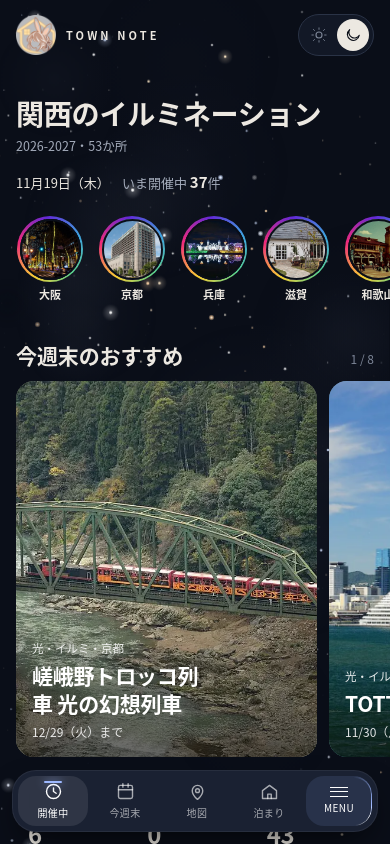 TOWN NOTE
関西のイルミネーション
2026-2027・53か所
11月19日（木） いま開催中 37件
大阪
京都
兵庫
滋賀
和歌山
今週末のおすすめ
1 / 8
光・イルミ・京都
嵯峨野トロッコ列
車 光の幻想列車
12/29（火）まで
光・イル
TOTT
11/30（
開催中
今週末
地図
泊まり
MENU
6
0
43